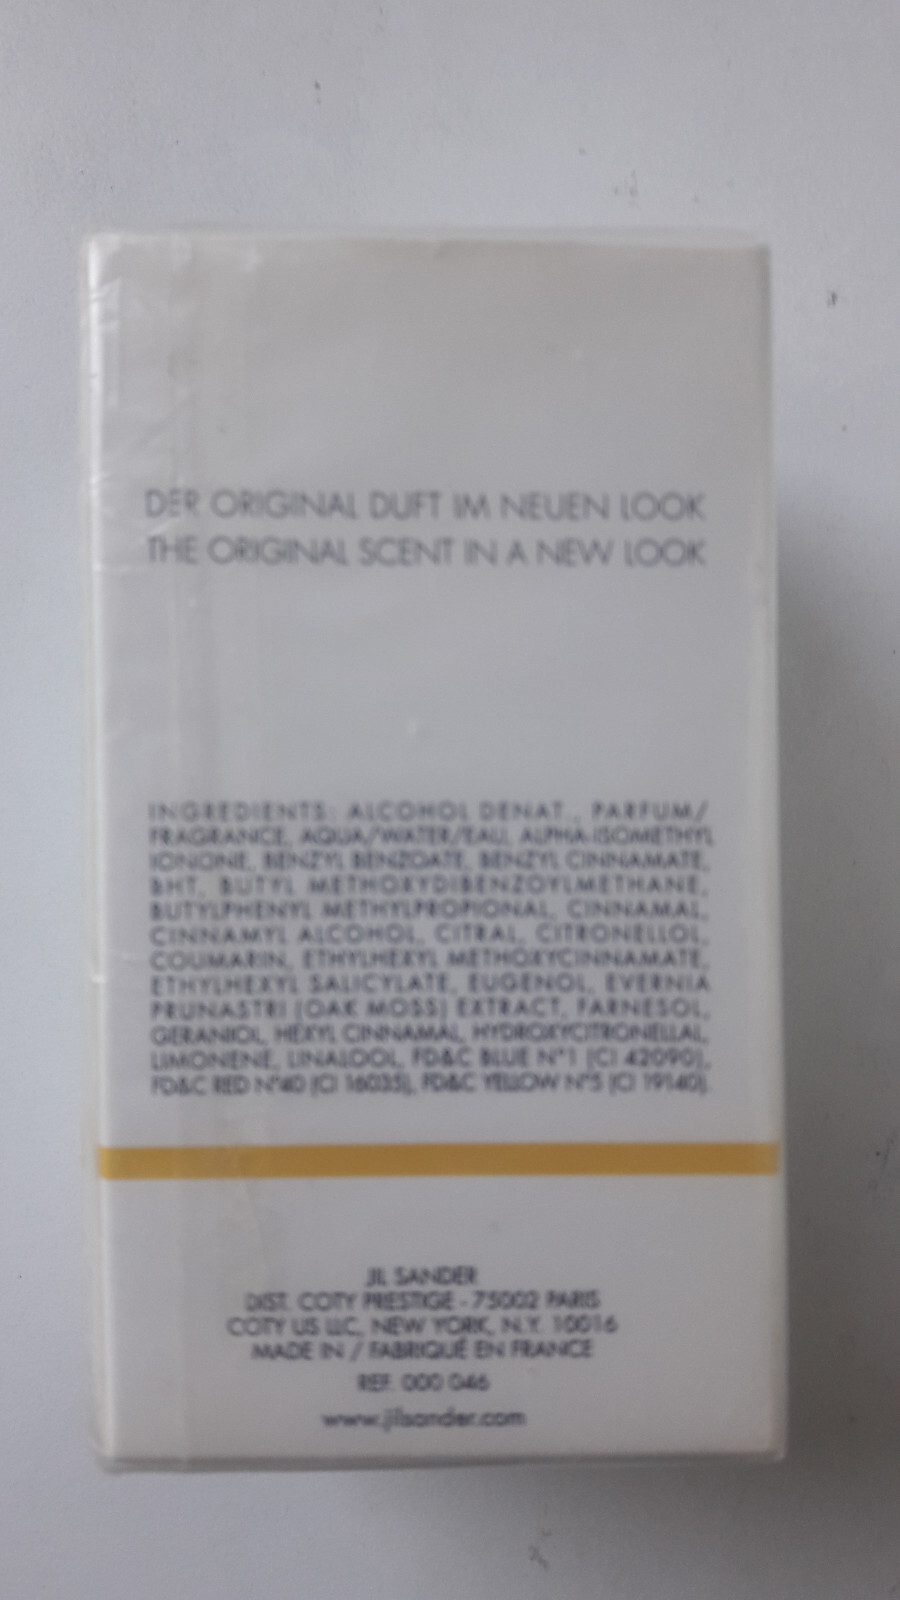 DER ORIGINAL DUFT IM NEUEN LOOK
THE ORIGINAL SCENT IN A NEW LOOK
INGREDIENTS: ALCOHOL DENAT., PARFUM/
FRAGRANCE, AQUA/WATER/EAU, ALPHA-ISOMETHYL
IONONE, BENZYL BENZOATE, BENZYL CINNAMATE,
BHT, BUTYL METHOXYDIBENZOYLMETHANE,
BUTYLPHENYL METHYLPROPIONAL, CINNAMAL,
CINNAMYL ALCOHOL, CITRAL, CITRONELLOL,
COUMARIN, ETHYLHEXYL METHOXYCINNAMATE,
ETHYLHEXYL SALICYLATE, EUGENOL, EVERNIA
PRUNASTRI (OAK MOSS) EXTRACT, FARNESOL,
GERANIOL, HEXYL CINNAMAL, HYDROXYCITRONELLAL,
LIMONENE, LINALOOL, FD&C BLUE N°1 (CI 42090),
FD&C RED N°40 (CI 16035), FD&C YELLOW N°5 (CI 19140).
JIL SANDER
DIST. COTY PRESTIGE - 75002 PARIS
COTY US LLC, NEW YORK, N.Y. 10016
MADE IN / FABRIQUÉ EN FRANCE
REF. 000 046
www.jilsander.com